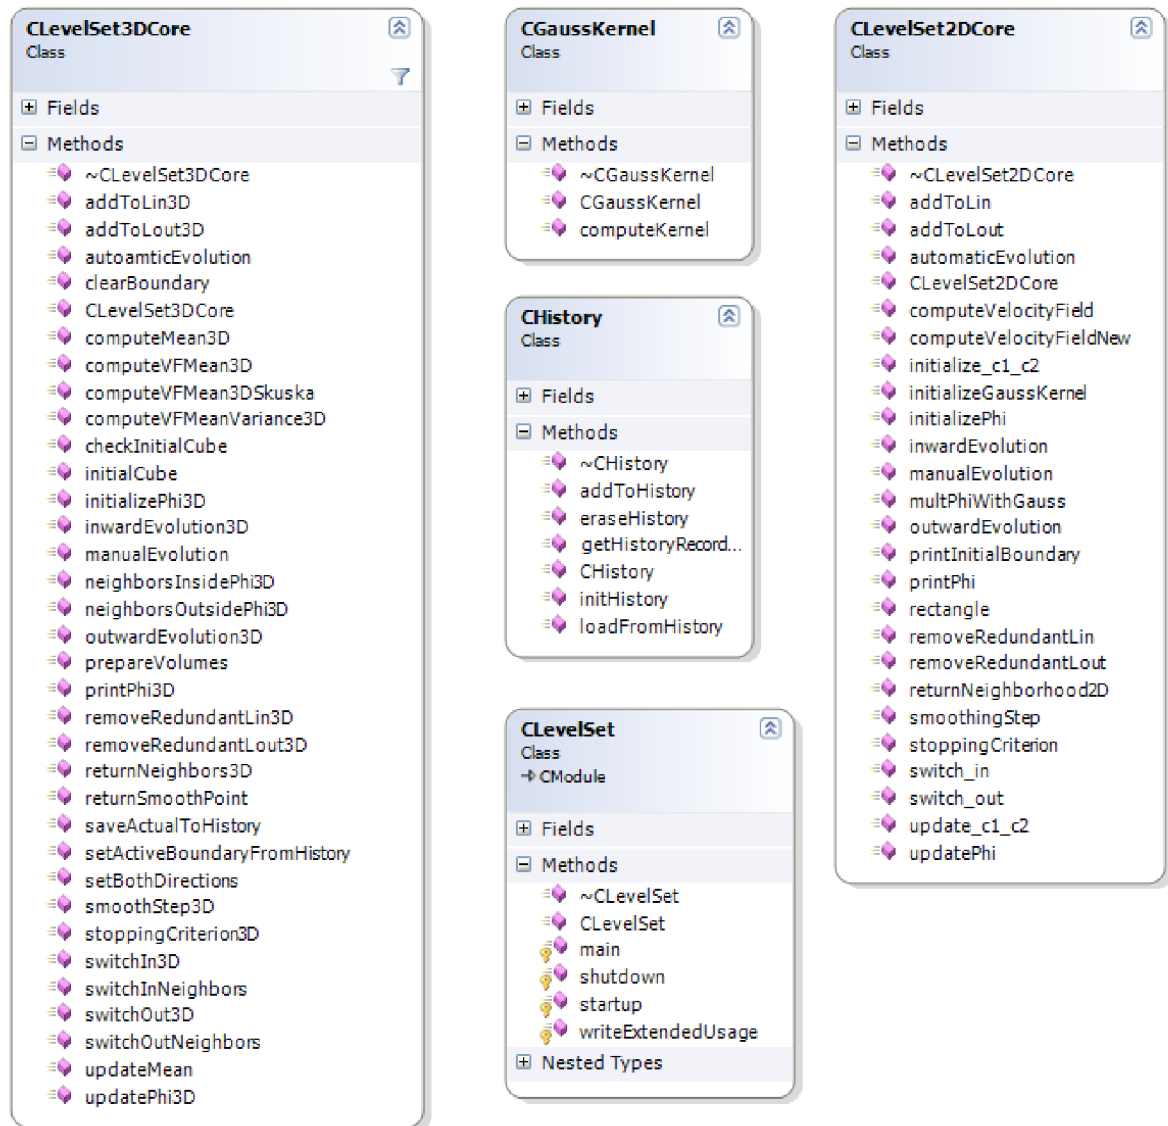 CLevelSet3DCore
Class
Fields
Methods
~CLevelSet3DCore
addToLin3D
addToLout3D
autoamticEvolution
clearBoundary
CLevelSet3DCore
computeMean3D
computeVFMean3D
computeVFMean3DSkuska
computeVFMeanVariance3D
checkInitialCube
initialCube
initializePhi3D
inwardEvolution3D
manualEvolution
neighborsInsidePhi3D
neighborsOutsidePhi3D
outwardEvolution3D
prepareVolumes
printPhi3D
removeRedundantLin3D
removeRedundantLout3D
returnNeighbors3D
returnSmoothPoint
saveActualToHistory
setActiveBoundaryFromHistory
setBothDirections
smoothStep3D
stoppingCriterion3D
switchIn3D
switchInNeighbors
switchOut3D
switchOutNeighbors
updateMean
updatePhi3D
CGaussKernel
Class
Fields
Methods
~CGaussKernel
CGaussKernel
computeKernel
CHistory
Class
Fields
Methods
~CHistory
addToHistory
eraseHistory
getHistoryRecord...
CHistory
initHistory
loadFromHistory
CLevelSet
Class
CModule
Fields
Methods
~CLevelSet
CLevelSet
main
shutdown
startup
writeExtendedUsage
Nested Types
CLevelSet2DCore
Class
Fields
Methods
~CLevelSet2DCore
addToLin
addToLout
automaticEvolution
CLevelSet2DCore
computeVelocityField
computeVelocityFieldNew
initialize_c1_c2
initializeGaussKernel
initializePhi
inwardEvolution
manualEvolution
multPhiWithGauss
outwardEvolution
printInitialBoundary
printPhi
rectangle
removeRedundantLin
removeRedundantLout
returnNeighborhood2D
smoothingStep
stoppingCriterion
switch_in
switch_out
update_c1_c2
updatePhi